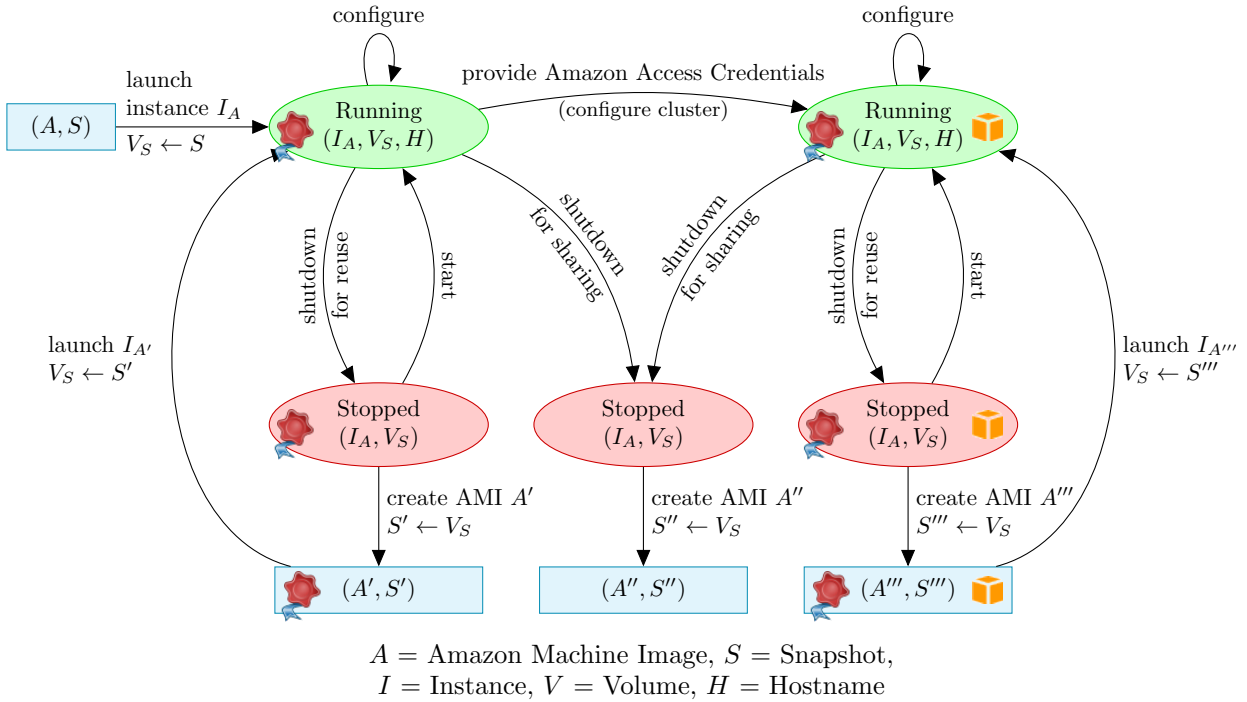 configure
configure
provide Amazon Access Credentials
(configure cluster)
launch
instance I_A
V_S ← S
(A, S)
Running
(I_A, V_S, H)
Running
(I_A, V_S, H)
shutdown
for reuse
start
shutdown
for sharing
shutdown
for sharing
shutdown
for reuse
start
launch I_{A′}
V_S ← S′
launch I_{A‴}
V_S ← S‴
Stopped
(I_A, V_S)
Stopped
(I_A, V_S)
Stopped
(I_A, V_S)
create AMI A′
S′ ← V_S
create AMI A″
S″ ← V_S
create AMI A‴
S‴ ← V_S
(A′, S′)
(A″, S″)
(A‴, S‴)
A = Amazon Machine Image, S = Snapshot,
I = Instance, V = Volume, H = Hostname